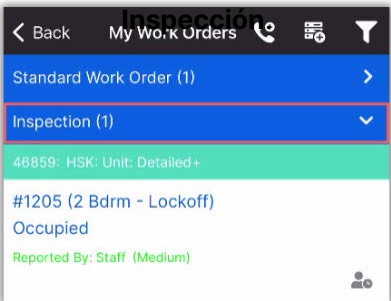 Inspección
Back My Work Orders
Standard Work Order (1)
Inspection (1)
46859: HSK: Unit: Detailed+
#1205 (2 Bdrm - Lockoff)
Occupied
Reported By: Staff (Medium)